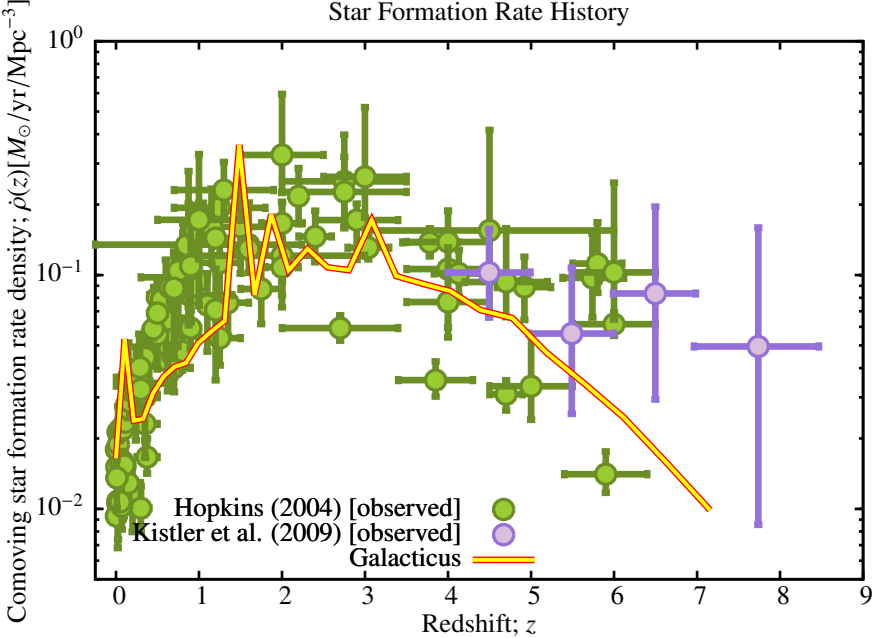 Star Formation Rate History
Comoving star formation rate density; ρ̇(z)[M☉/yr/Mpc⁻³]
10⁰
10⁻¹
10⁻²
Hopkins (2004) [observed]
Kistler et al. (2009) [observed]
Galacticus
0 1 2 3 4 5 6 7 8 9
Redshift; z